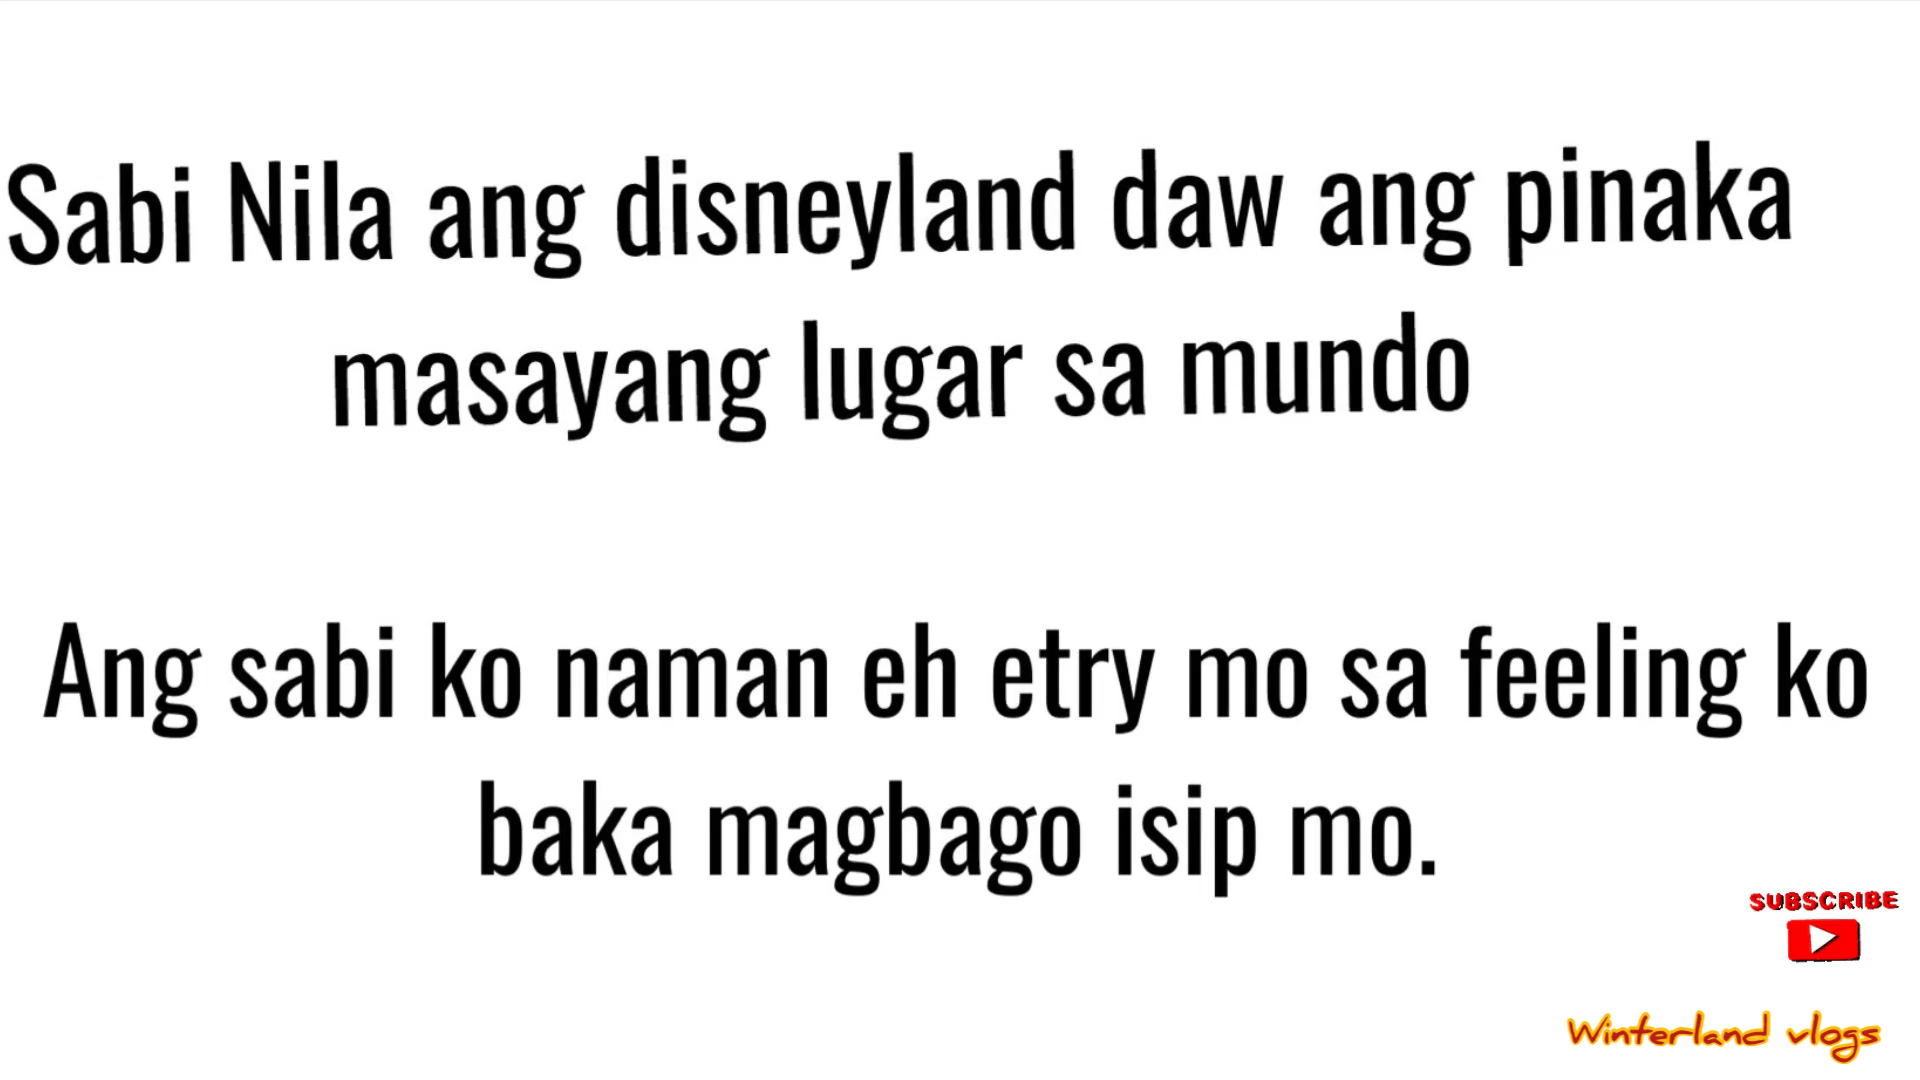 Sabi Nila ang disneyland daw ang pinaka
masayang lugar sa mundo
Ang sabi ko naman eh etry mo sa feeling ko
baka magbago isip mo.
SUBSCRIBE
Winterland vlogs